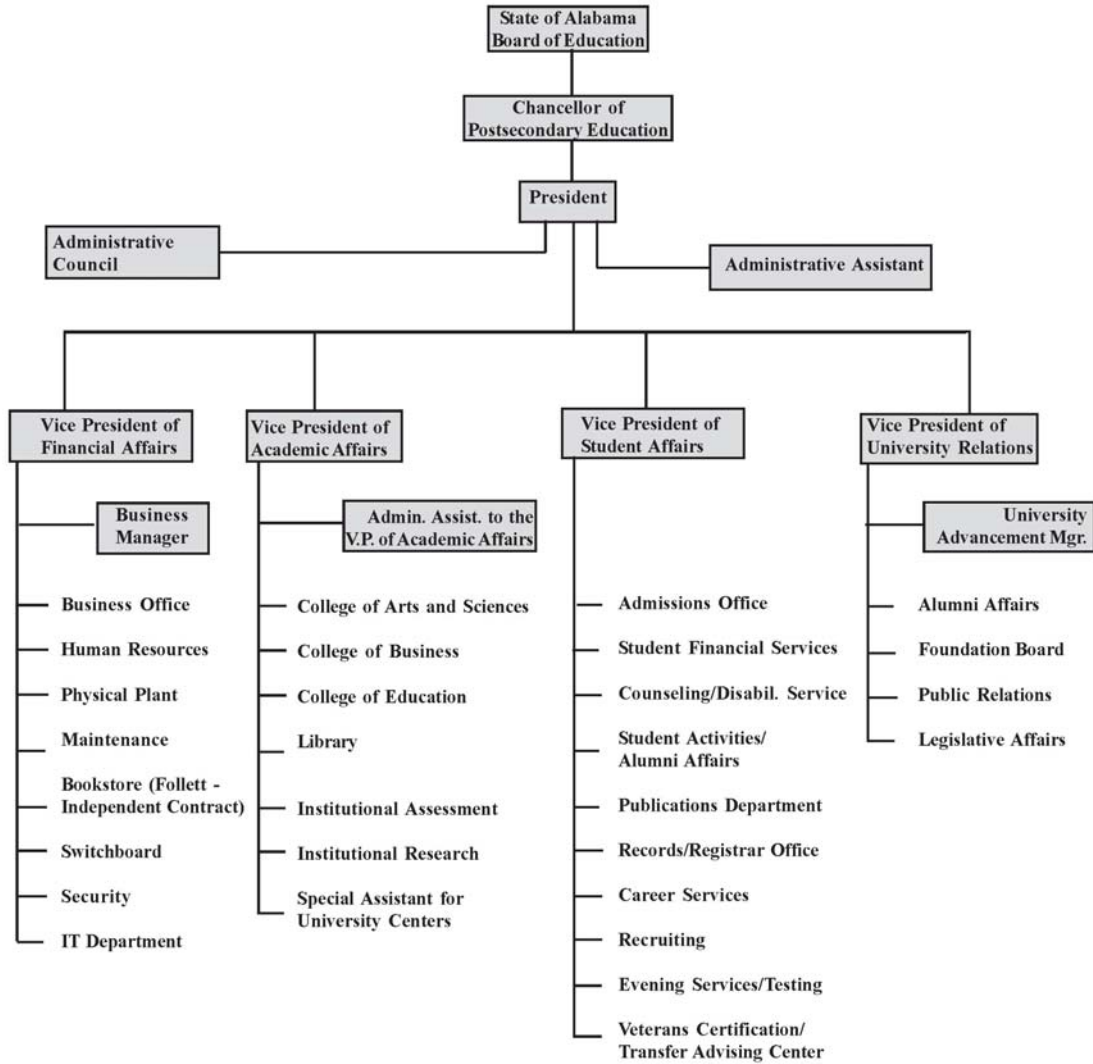 State of Alabama
Board of Education
Chancellor of
Postsecondary Education
President
Administrative
Council
Administrative Assistant
Vice President of
Financial Affairs
Business
Manager
Business Office
Human Resources
Physical Plant
Maintenance
Bookstore (Follett -
Independent Contract)
Switchboard
Security
IT Department
Vice President of
Academic Affairs
Admin. Assist. to the
V.P. of Academic Affairs
College of Arts and Sciences
College of Business
College of Education
Library
Institutional Assessment
Institutional Research
Special Assistant for
University Centers
Vice President of
Student Affairs
Admissions Office
Student Financial Services
Counseling/Disabil. Service
Student Activities/
Alumni Affairs
Publications Department
Records/Registrar Office
Career Services
Recruiting
Evening Services/Testing
Veterans Certification/
Transfer Advising Center
Vice President of
University Relations
University
Advancement Mgr.
Alumni Affairs
Foundation Board
Public Relations
Legislative Affairs